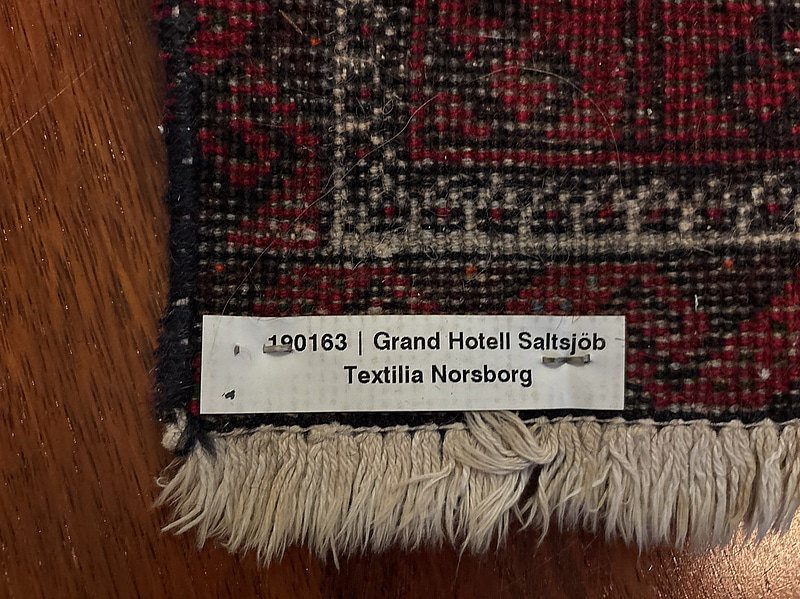 190163 | Grand Hotell Saltsjöb
Textilia Norsborg